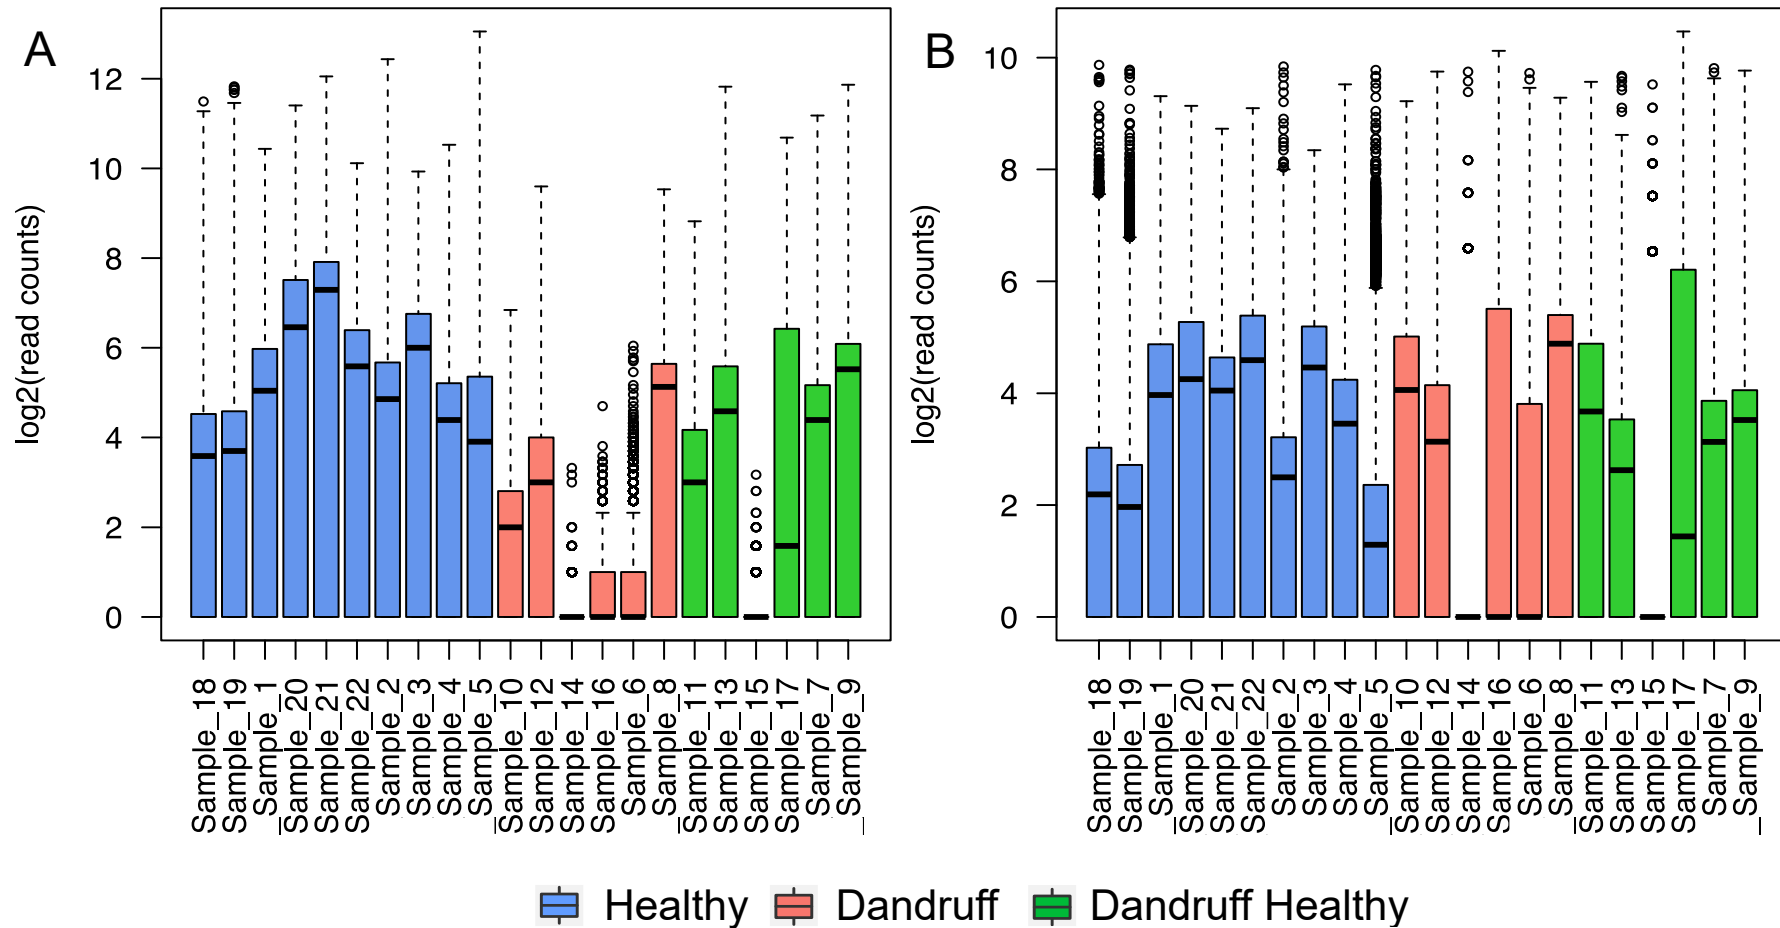 A
log2(read counts)
12
10
8
6
4
2
0
Sample_18
Sample_19
Sample_1
Sample_20
Sample_21
Sample_22
Sample_2
Sample_3
Sample_4
Sample_5
Sample_10
Sample_12
Sample_14
Sample_16
Sample_6
Sample_8
Sample_11
Sample_13
Sample_15
Sample_17
Sample_7
Sample_9
B
log2(read counts)
10
8
6
4
2
0
Sample_18
Sample_19
Sample_1
Sample_20
Sample_21
Sample_22
Sample_2
Sample_3
Sample_4
Sample_5
Sample_10
Sample_12
Sample_14
Sample_16
Sample_6
Sample_8
Sample_11
Sample_13
Sample_15
Sample_17
Sample_7
Sample_9
Healthy
Dandruff
Dandruff Healthy